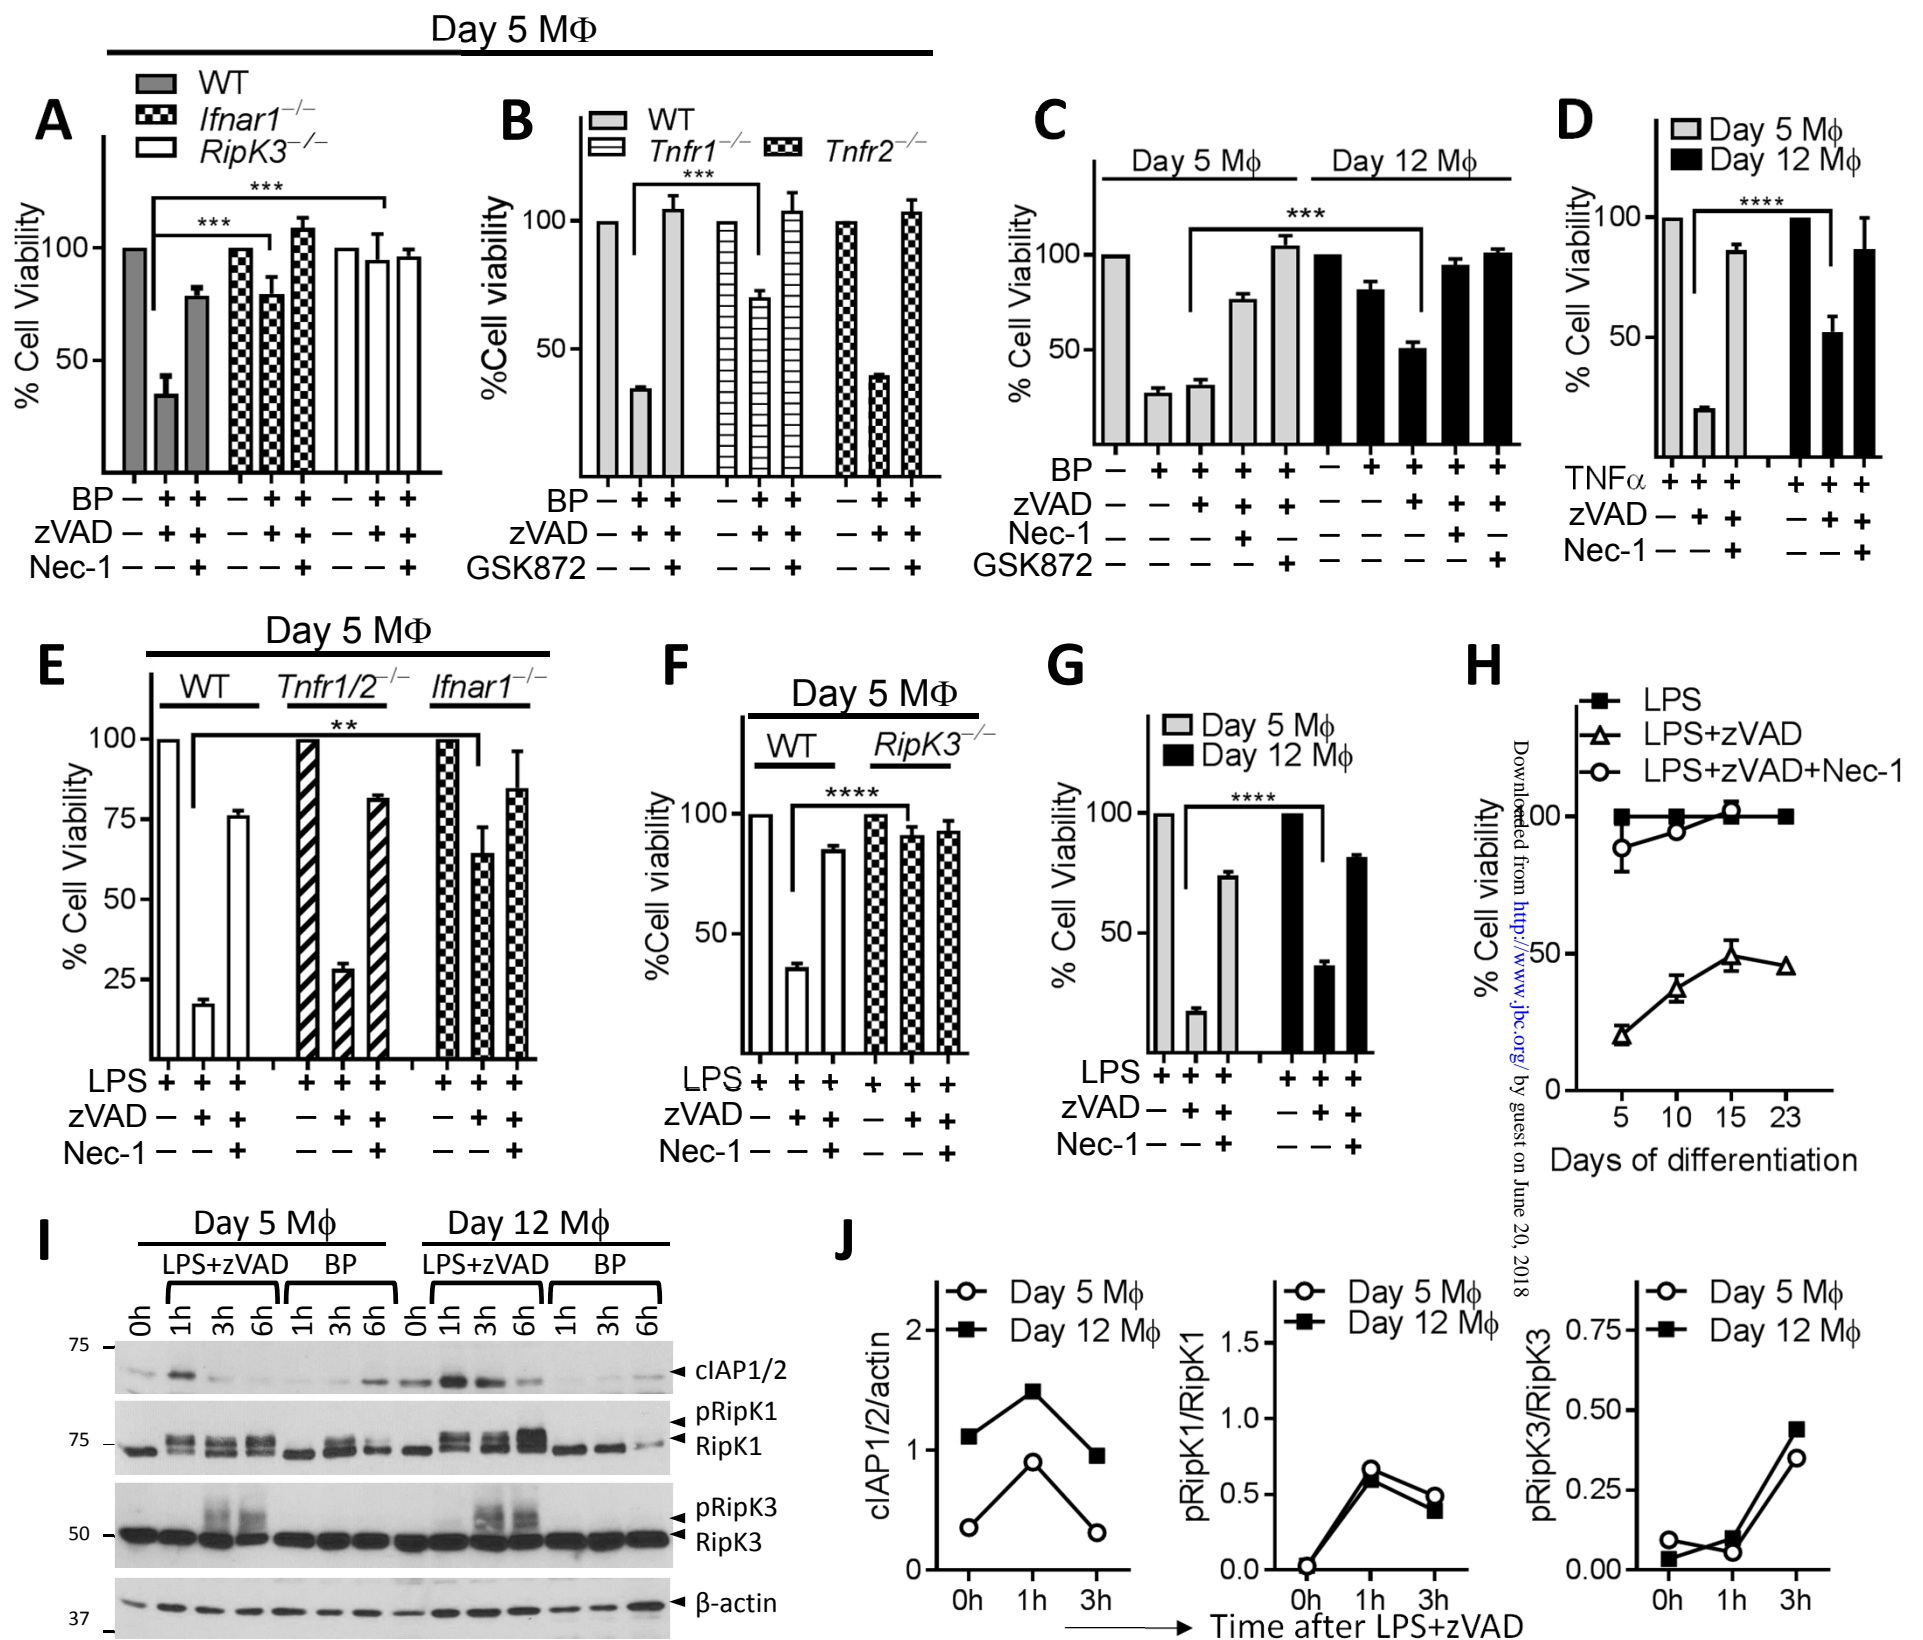 Day 5 MΦ
A
WT
Ifnar1−/−
RipK3−/−
***
***
% Cell Viability
100
50
BP − + + − + + − + +
zVAD − + + − + + − + +
Nec-1 − − + − − + − − +
B
WT
Tnfr1−/− Tnfr2−/−
***
%Cell viability
100
50
BP − + + − + + − + +
zVAD − + + − + + − + +
GSK872 − − + − − + − − +
C
Day 5 Mϕ Day 12 Mϕ
***
% Cell Viability
100
50
BP − + + + + − + + + +
zVAD − − + + + − − + + +
Nec-1 − − − + − − − − + −
GSK872 − − − − + − − − − +
D
Day 5 Mϕ
Day 12 Mϕ
****
% Cell Viability
100
50
TNFα + + + + + +
zVAD − + + − + +
Nec-1 − − + − − +
E
Day 5 MΦ
WT Tnfr1/2−/− Ifnar1−/−
**
% Cell Viability
100
75
50
25
LPS + + + + + + + + +
zVAD − + + − + + − + +
Nec-1 − − + − − + − − +
F
Day 5 MΦ
WT RipK3−/−
****
%Cell viability
100
50
LPS + + + + + +
zVAD − + + − + +
Nec-1 − − + − − +
G
Day 5 Mϕ
Day 12 Mϕ
****
% Cell Viability
100
50
LPS + + + + + +
zVAD − + + − + +
Nec-1 − − + − − +
H
LPS
LPS+zVAD
LPS+zVAD+Nec-1
% Cell viability
100
50
0
5 10 15 23
Days of differentiation
Downloaded from http://www.jbc.org/ by guest on June 20, 2018
I
Day 5 Mϕ Day 12 Mϕ
LPS+zVAD BP LPS+zVAD BP
0h 1h 3h 6h 1h 3h 6h 0h 1h 3h 6h 1h 3h 6h
75
cIAP1/2
pRipK1
75
RipK1
pRipK3
50
RipK3
β-actin
37
J
Day 5 Mϕ
Day 12 Mϕ
cIAP1/2/actin
2
1
0
0h 1h 3h
Day 5 Mϕ
Day 12 Mϕ
pRipK1/RipK1
1.5
1.0
0.5
0.0
0h 1h 3h
Day 5 Mϕ
Day 12 Mϕ
pRipK3/RipK3
0.75
0.50
0.25
0.00
0h 1h 3h
Time after LPS+zVAD